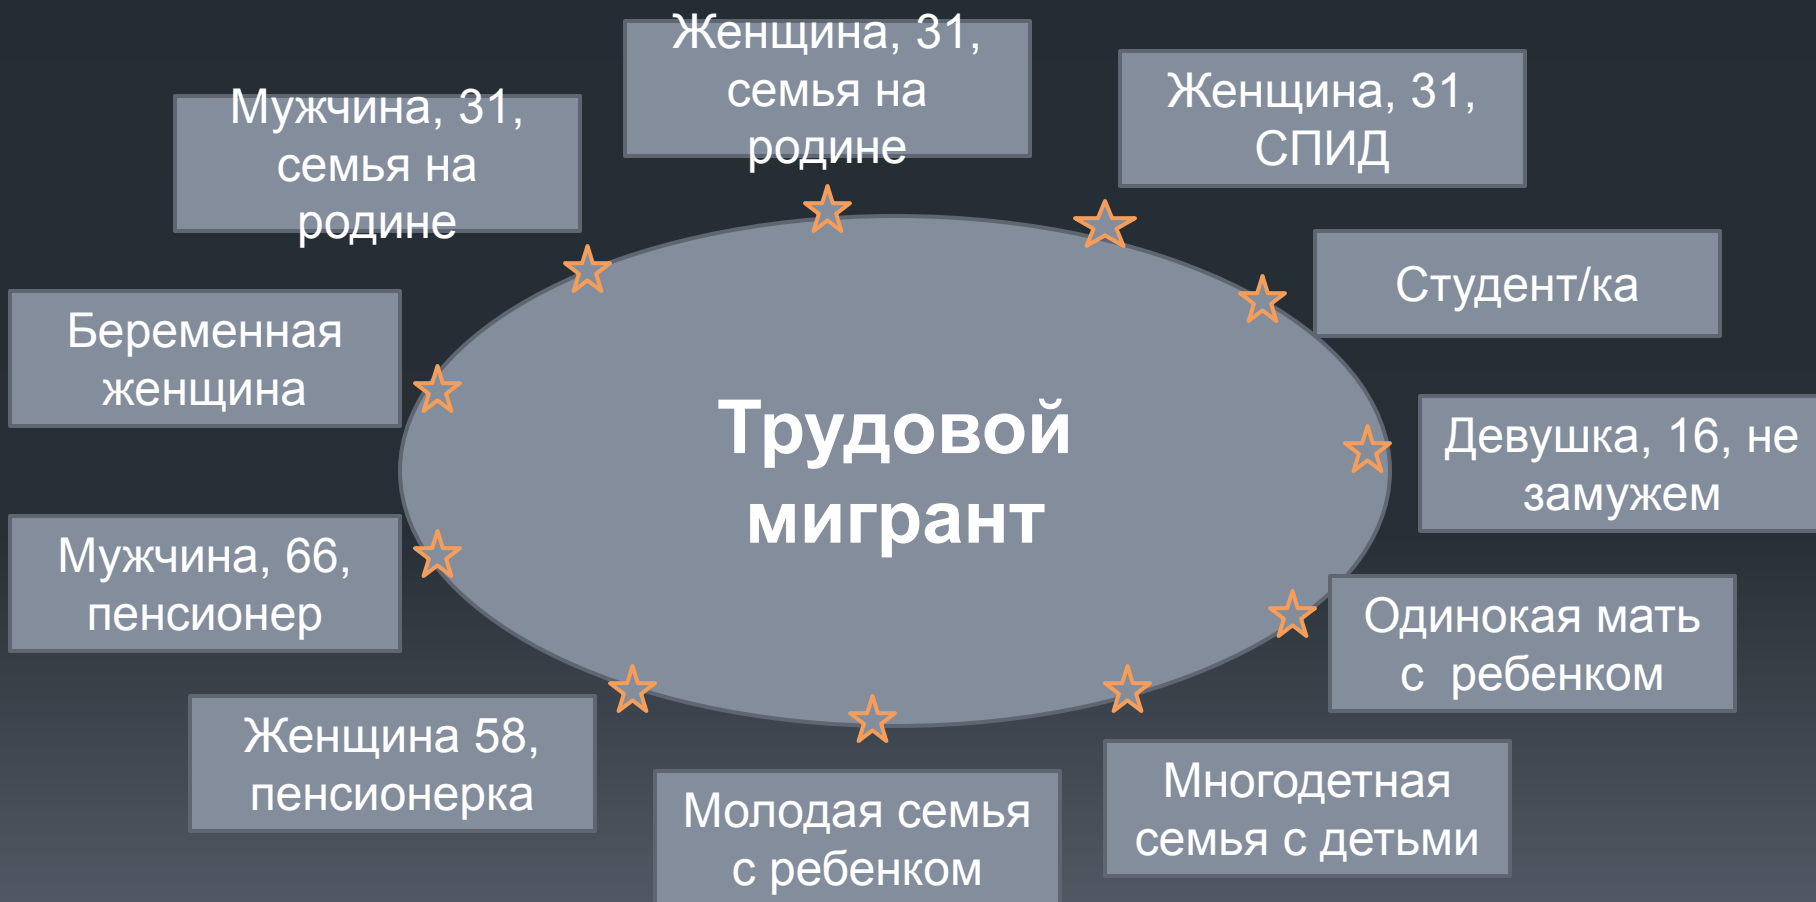 Женщина, 31,
семья на
родине
Мужчина, 31,
семья на
родине
Женщина, 31,
СПИД
Студент/ка
Беременная
женщина
Трудовой
мигрант
Девушка, 16, не
замужем
Мужчина, 66,
пенсионер
Одинокая мать
с  ребенком
Женщина 58,
пенсионерка
Многодетная
семья с детьми
Молодая семья
с ребенком